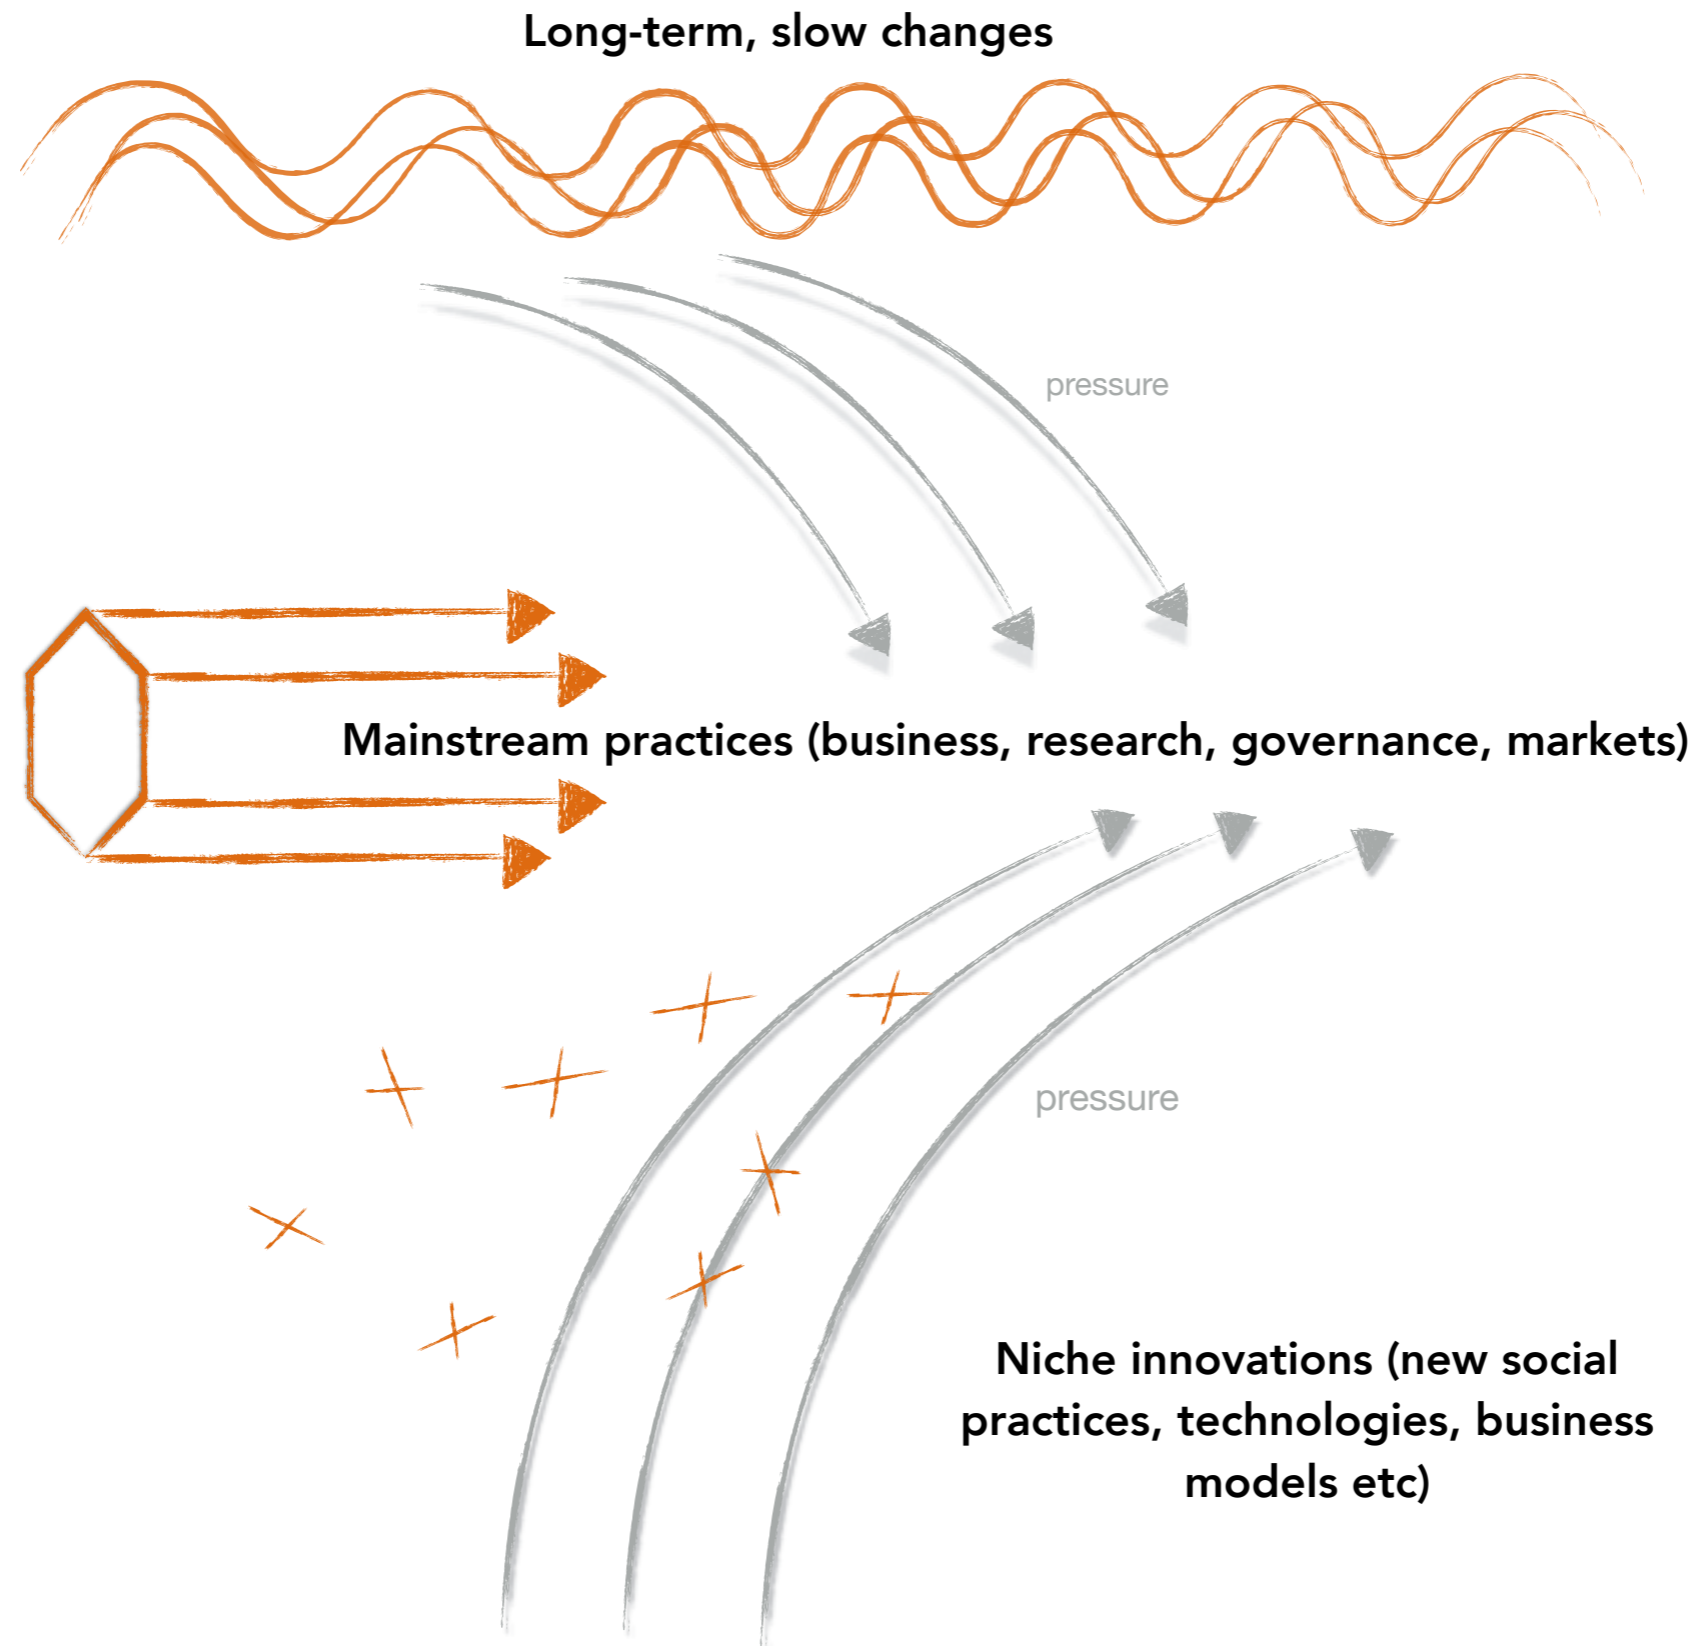 Long-term, slow changes
pressure
Mainstream practices (business, research, governance, markets)
pressure
Niche innovations (new social
practices, technologies, business
models etc)